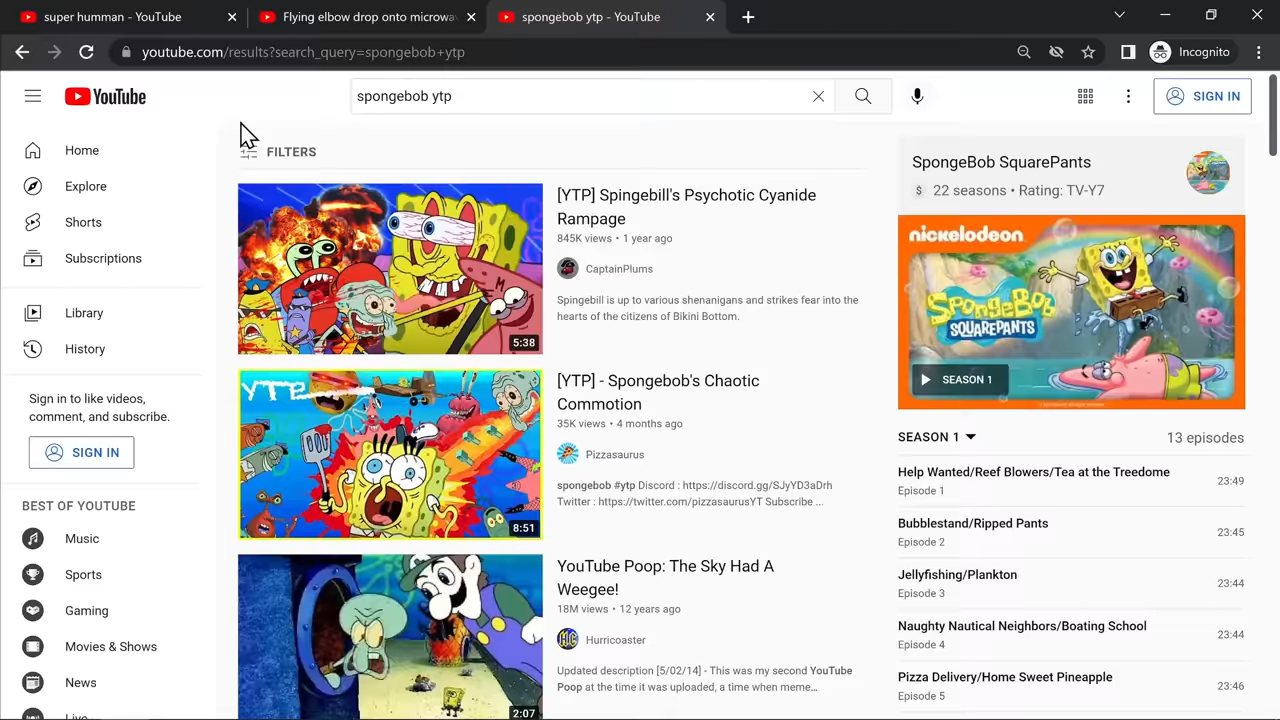 super humman - YouTube
Flying elbow drop onto microwav
spongebob ytp - YouTube
youtube.com/results?search_query=spongebob+ytp
Incognito
YouTube
spongebob ytp
SIGN IN
Home
Explore
Shorts
Subscriptions
Library
History
Sign in to like videos,
comment, and subscribe.
SIGN IN
BEST OF YOUTUBE
Music
Sports
Gaming
Movies & Shows
News
Live
FILTERS
5:38
[YTP] Spingebill's Psychotic Cyanide
Rampage
845K views • 1 year ago
CaptainPlums
Spingebill is up to various shenanigans and strikes fear into the
hearts of the citizens of Bikini Bottom.
YTP
8:51
[YTP] - Spongebob's Chaotic
Commotion
35K views • 4 months ago
Pizzasaurus
spongebob #ytp Discord : https://discord.gg/SJyYD3aDrh
Twitter : https://twitter.com/pizzasaurusYT Subscribe ...
2:07
YouTube Poop: The Sky Had A
Weegee!
18M views • 12 years ago
HC
Hurricoaster
Updated description [5/02/14] - This was my second YouTube
Poop at the time it was uploaded, a time when meme...
SpongeBob SquarePants
$ 22 seasons • Rating: TV-Y7
nickelodeon
SpongeBob
SQUAREPANTS
SEASON 1
SEASON 1
13 episodes
Help Wanted/Reef Blowers/Tea at the Treedome
Episode 1
23:49
Bubblestand/Ripped Pants
Episode 2
23:45
Jellyfishing/Plankton
Episode 3
23:44
Naughty Nautical Neighbors/Boating School
Episode 4
23:44
Pizza Delivery/Home Sweet Pineapple
Episode 5
23:46